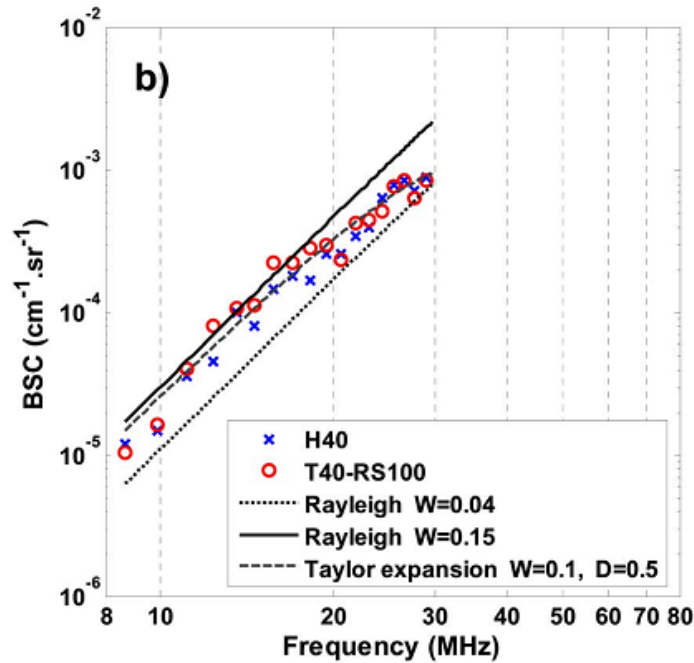 b)
10⁻²
10⁻³
10⁻⁴
10⁻⁵
10⁻⁶
BSC (cm⁻¹.sr⁻¹)
H40
T40-RS100
Rayleigh W=0.04
Rayleigh W=0.15
Taylor expansion W=0.1, D=0.5
8 10 20 30 40 50 60 70 80
Frequency (MHz)